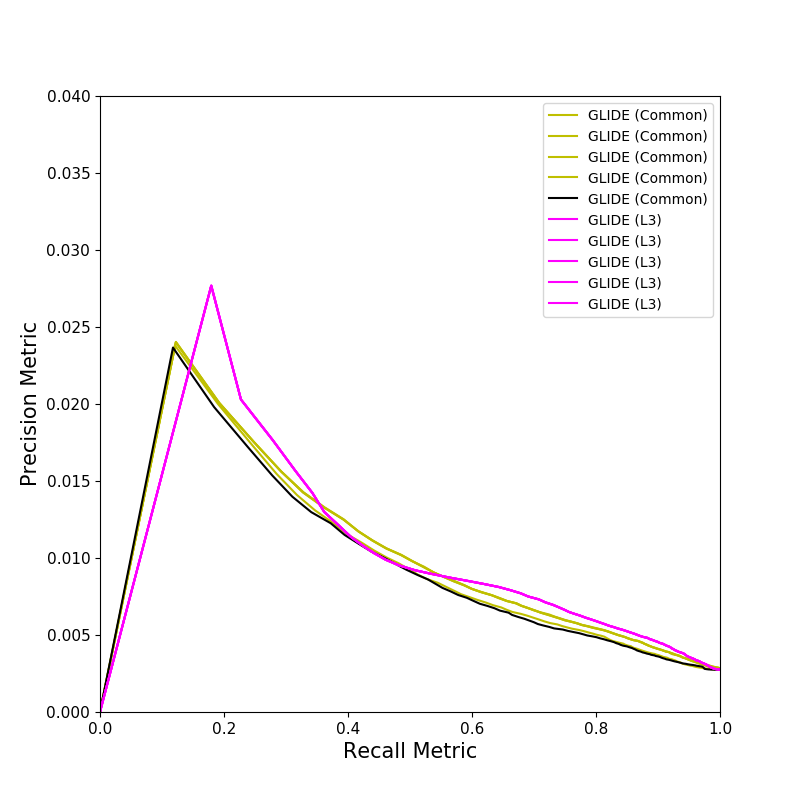 0.040
0.035
0.030
0.025
0.020
0.015
0.010
0.005
0.000
Precision Metric
GLIDE (Common)
GLIDE (Common)
GLIDE (Common)
GLIDE (Common)
GLIDE (Common)
GLIDE (L3)
GLIDE (L3)
GLIDE (L3)
GLIDE (L3)
GLIDE (L3)
0.0 0.2 0.4 0.6 0.8 1.0
Recall Metric